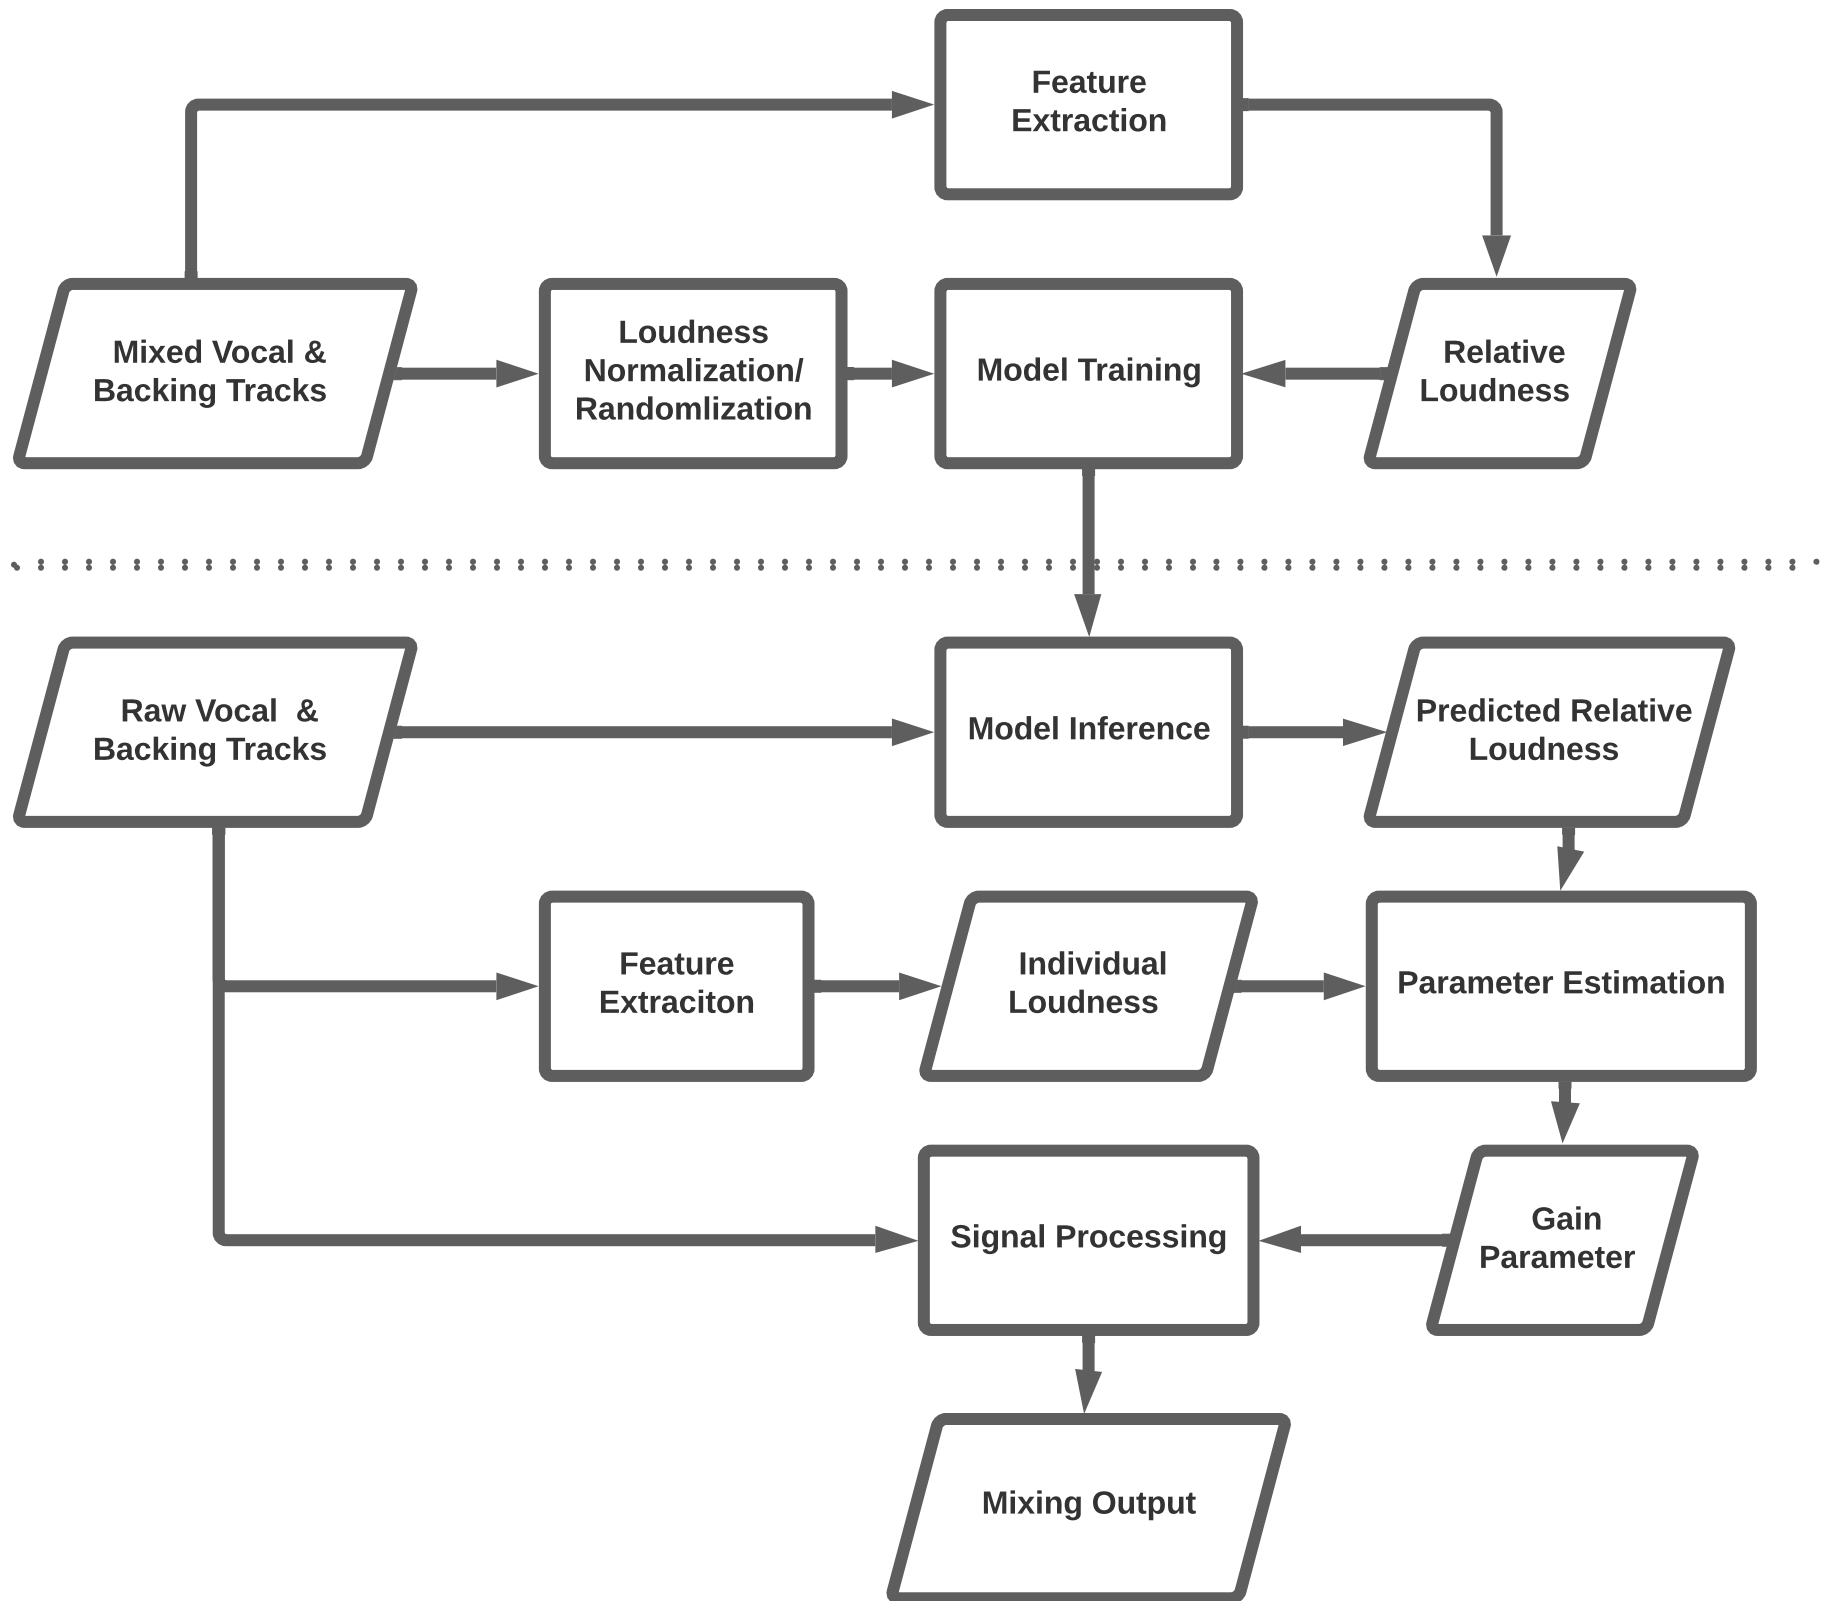 Feature
Extraction
Mixed Vocal &
Backing Tracks
Loudness
Normalization/
Randomlization
Model Training
Relative
Loudness
Raw Vocal  &
Backing Tracks
Model Inference
Predicted Relative
Loudness
Feature
Extraciton
Individual
Loudness
Parameter Estimation
Signal Processing
Gain
Parameter
Mixing Output